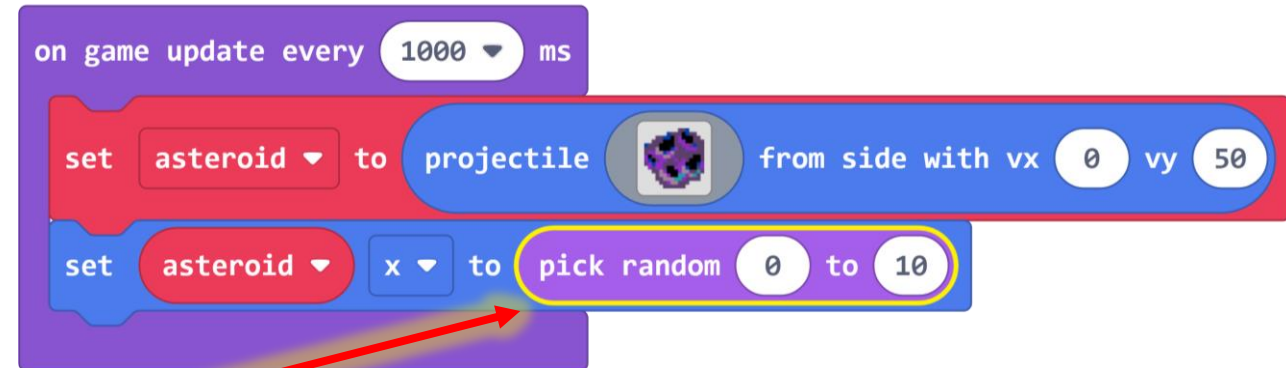 on game update every 1000 ms
set asteroid to projectile from side with vx 0 vy 50
set asteroid x to pick random 0 to 10